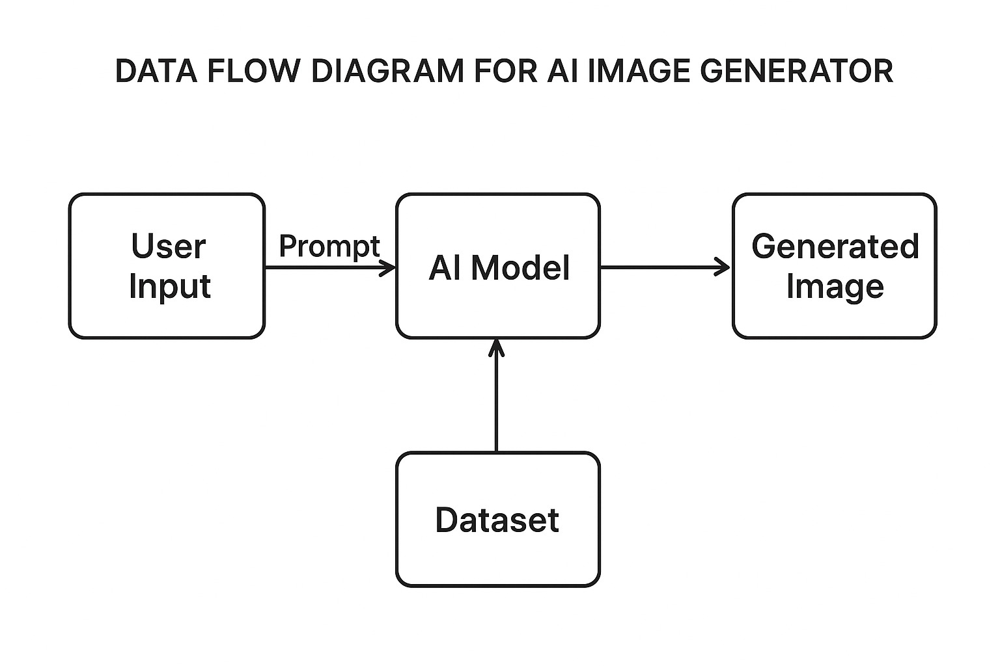 DATA FLOW DIAGRAM FOR AI IMAGE GENERATOR
User
Input
Prompt
AI Model
Generated
Image
Dataset